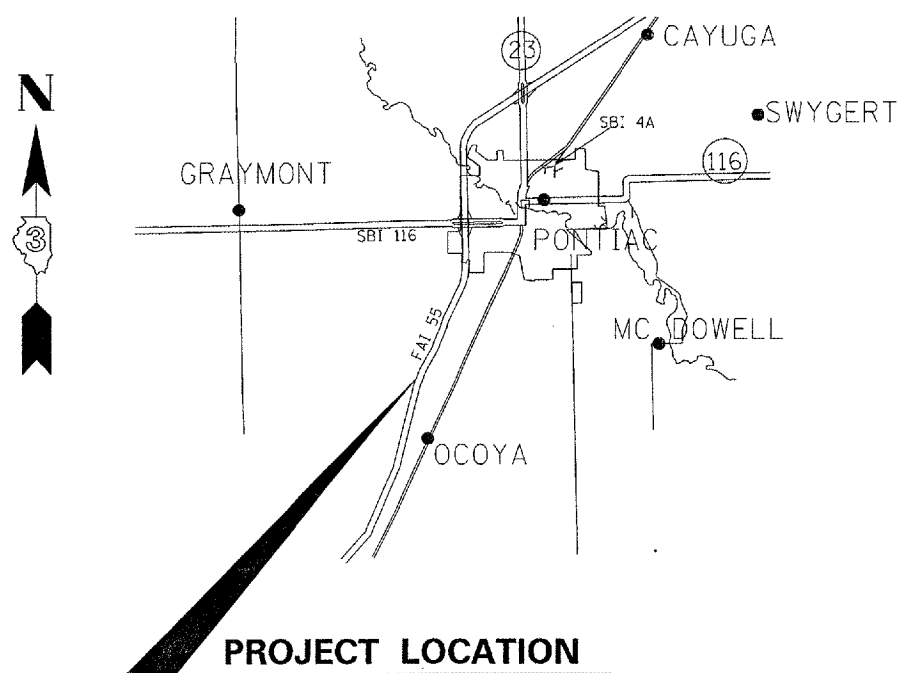 CAYUGA
23
N
SWYGERT
SBI 4A
116
GRAYMONT
3
SBI 116
PONTIAC
FAI 55
MC DOWELL
OCOYA
PROJECT LOCATION